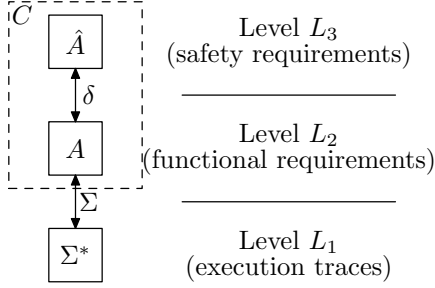 C
Â
Level L₃
(safety requirements)
δ
A
Level L₂
(functional requirements)
Σ
Σ*
Level L₁
(execution traces)